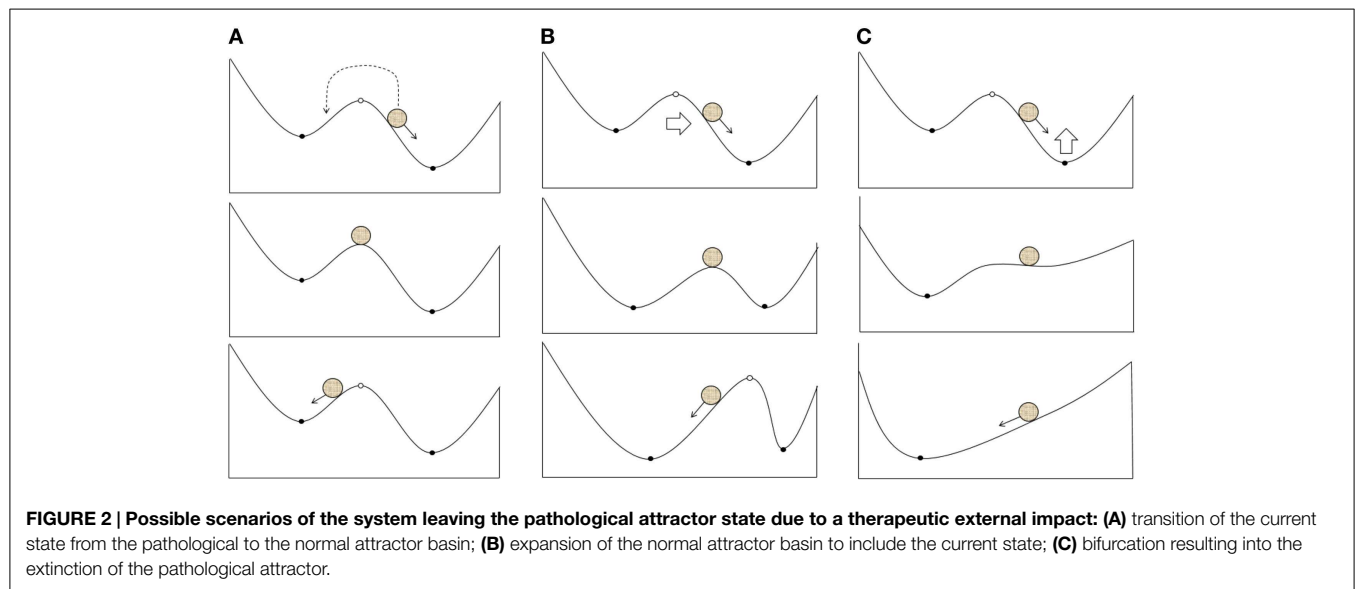 A
B
C
FIGURE 2 | Possible scenarios of the system leaving the pathological attractor state due to a therapeutic external impact: (A) transition of the current
state from the pathological to the normal attractor basin; (B) expansion of the normal attractor basin to include the current state; (C) bifurcation resulting into the
extinction of the pathological attractor.